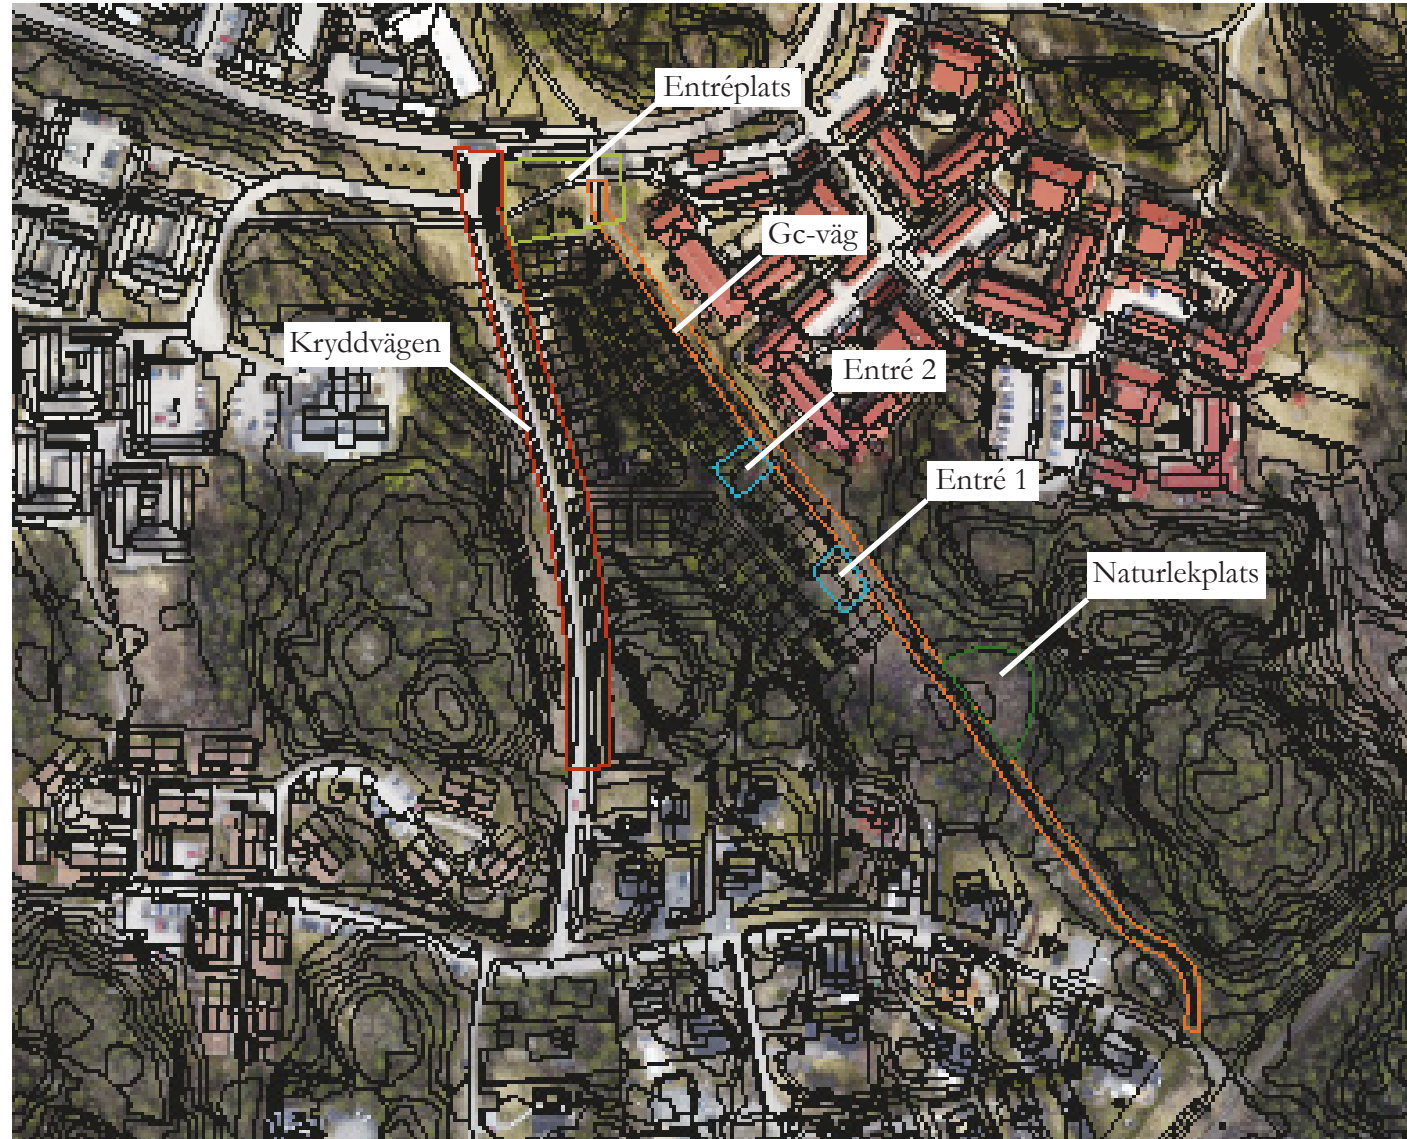 Entréplats
Gc-väg
Kryddvägen
Entré 2
Entré 1
Naturlekplats